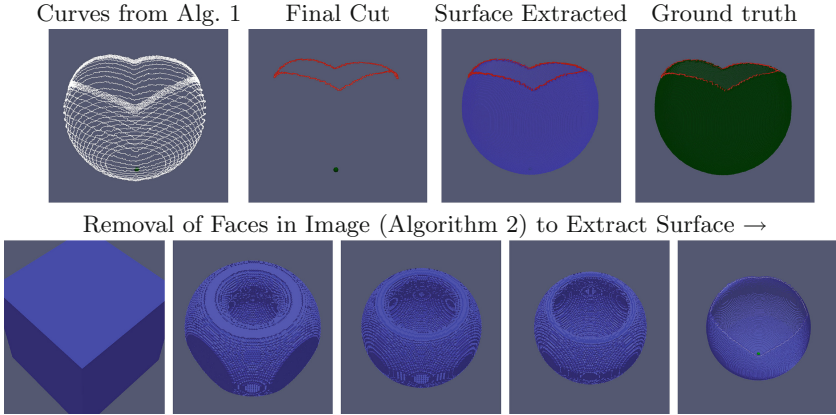 Curves from Alg. 1 Final Cut Surface Extracted Ground truth
Removal of Faces in Image (Algorithm 2) to Extract Surface →